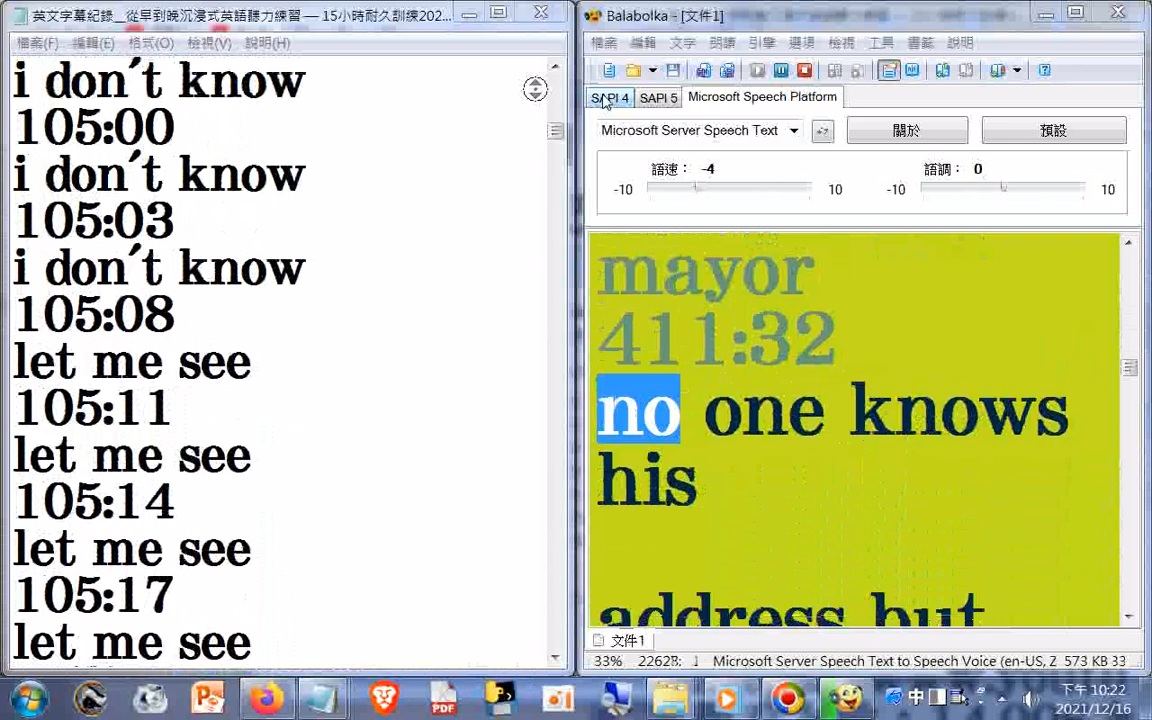 英文字幕紀錄__從早到晚沉浸式英語聽力練習 — 15小時耐久訓練202...
檔案(F) 編輯(E) 格式(O) 檢視(V) 說明(H)
i don't know
105:00
i don't know
105:03
i don't know
105:08
let me see
105:11
let me see
105:14
let me see
105:17
let me see
Balabolka - [文件1]
檔案 編輯 文字 朗讀 引擎 選項 檢視 工具 書籤 說明
SAPI 4 SAPI 5 Microsoft Speech Platform
Microsoft Server Speech Text 關於 預設
語速： -4 語調： 0
-10 10 -10 10
mayor
411:32
no one knows
his
address but
文件1
33% Microsoft Server Speech Text to Speech Voice (en-US, Z 573 KB 33
PDF
中
下午 10:22
2021/12/16